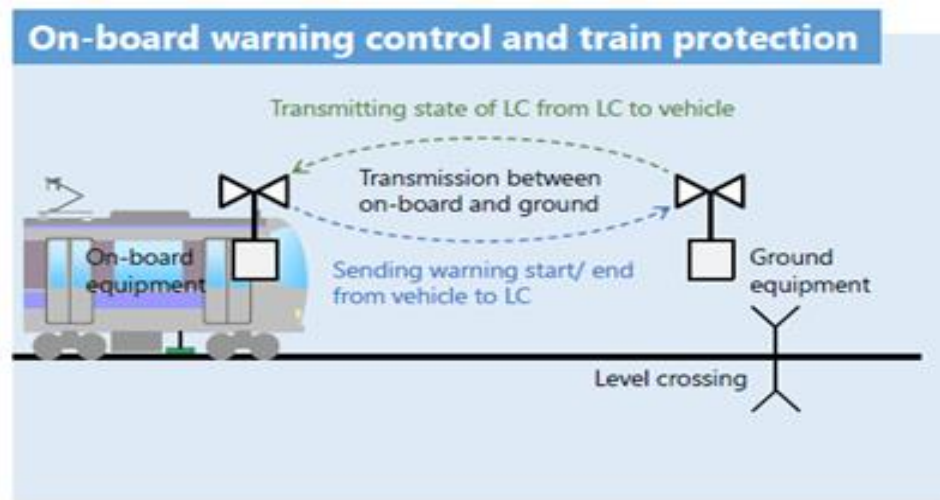 On-board warning control and train protection
Transmitting state of LC from LC to vehicle
Transmission between
on-board and ground
On-board
equipment
Sending warning start/ end
from vehicle to LC
Ground
equipment
Level crossing